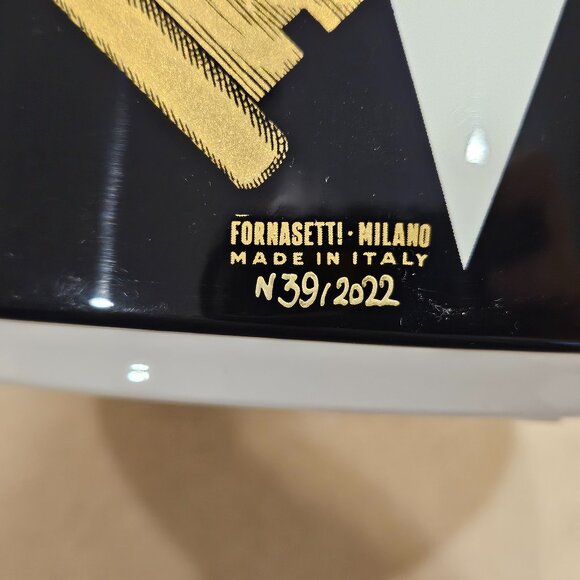 FORNASETTI · MILANO
MADE IN ITALY
N39/2022